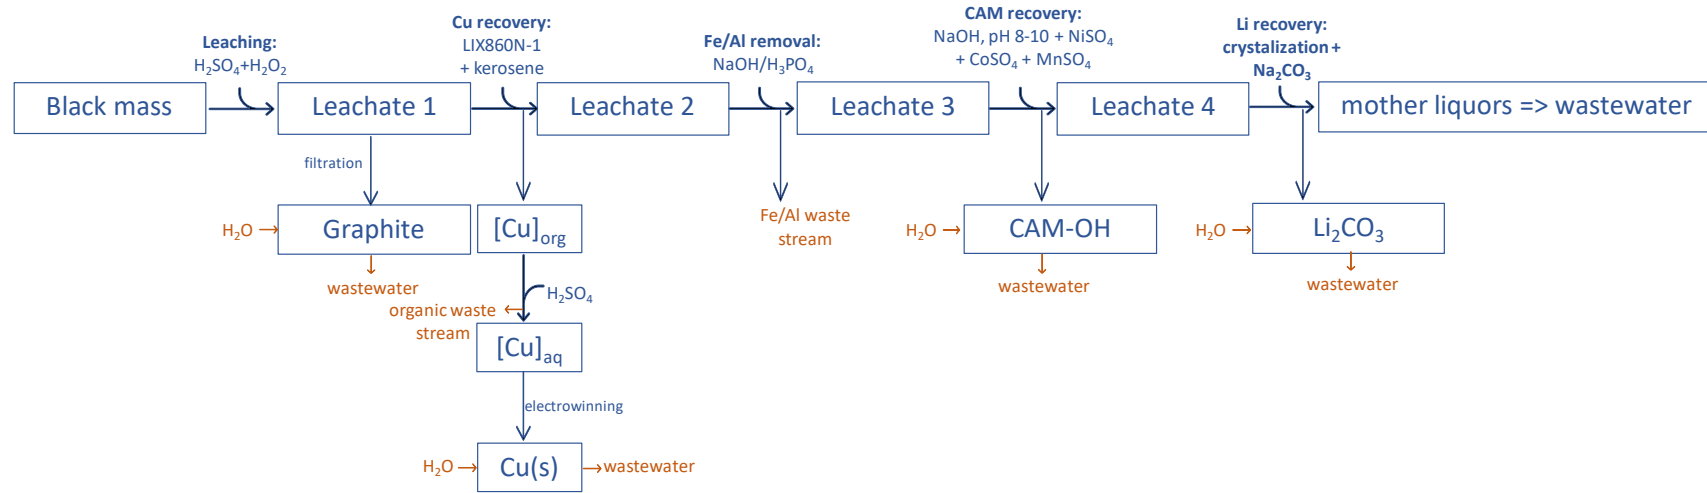 Leaching:
H₂SO₄+H₂O₂
Cu recovery:
LIX860N-1
+ kerosene
Fe/Al removal:
NaOH/H₃PO₄
CAM recovery:
NaOH, pH 8-10 + NiSO₄
+ CoSO₄ + MnSO₄
Li recovery:
crystalization +
Na₂CO₃
Black mass
Leachate 1
Leachate 2
Leachate 3
Leachate 4
mother liquors => wastewater
filtration
H₂O
Graphite
wastewater
[Cu]org
H₂SO₄
organic waste
stream
[Cu]aq
electrowinning
H₂O
Cu(s)
wastewater
Fe/Al waste
stream
H₂O
CAM-OH
wastewater
H₂O
Li₂CO₃
wastewater